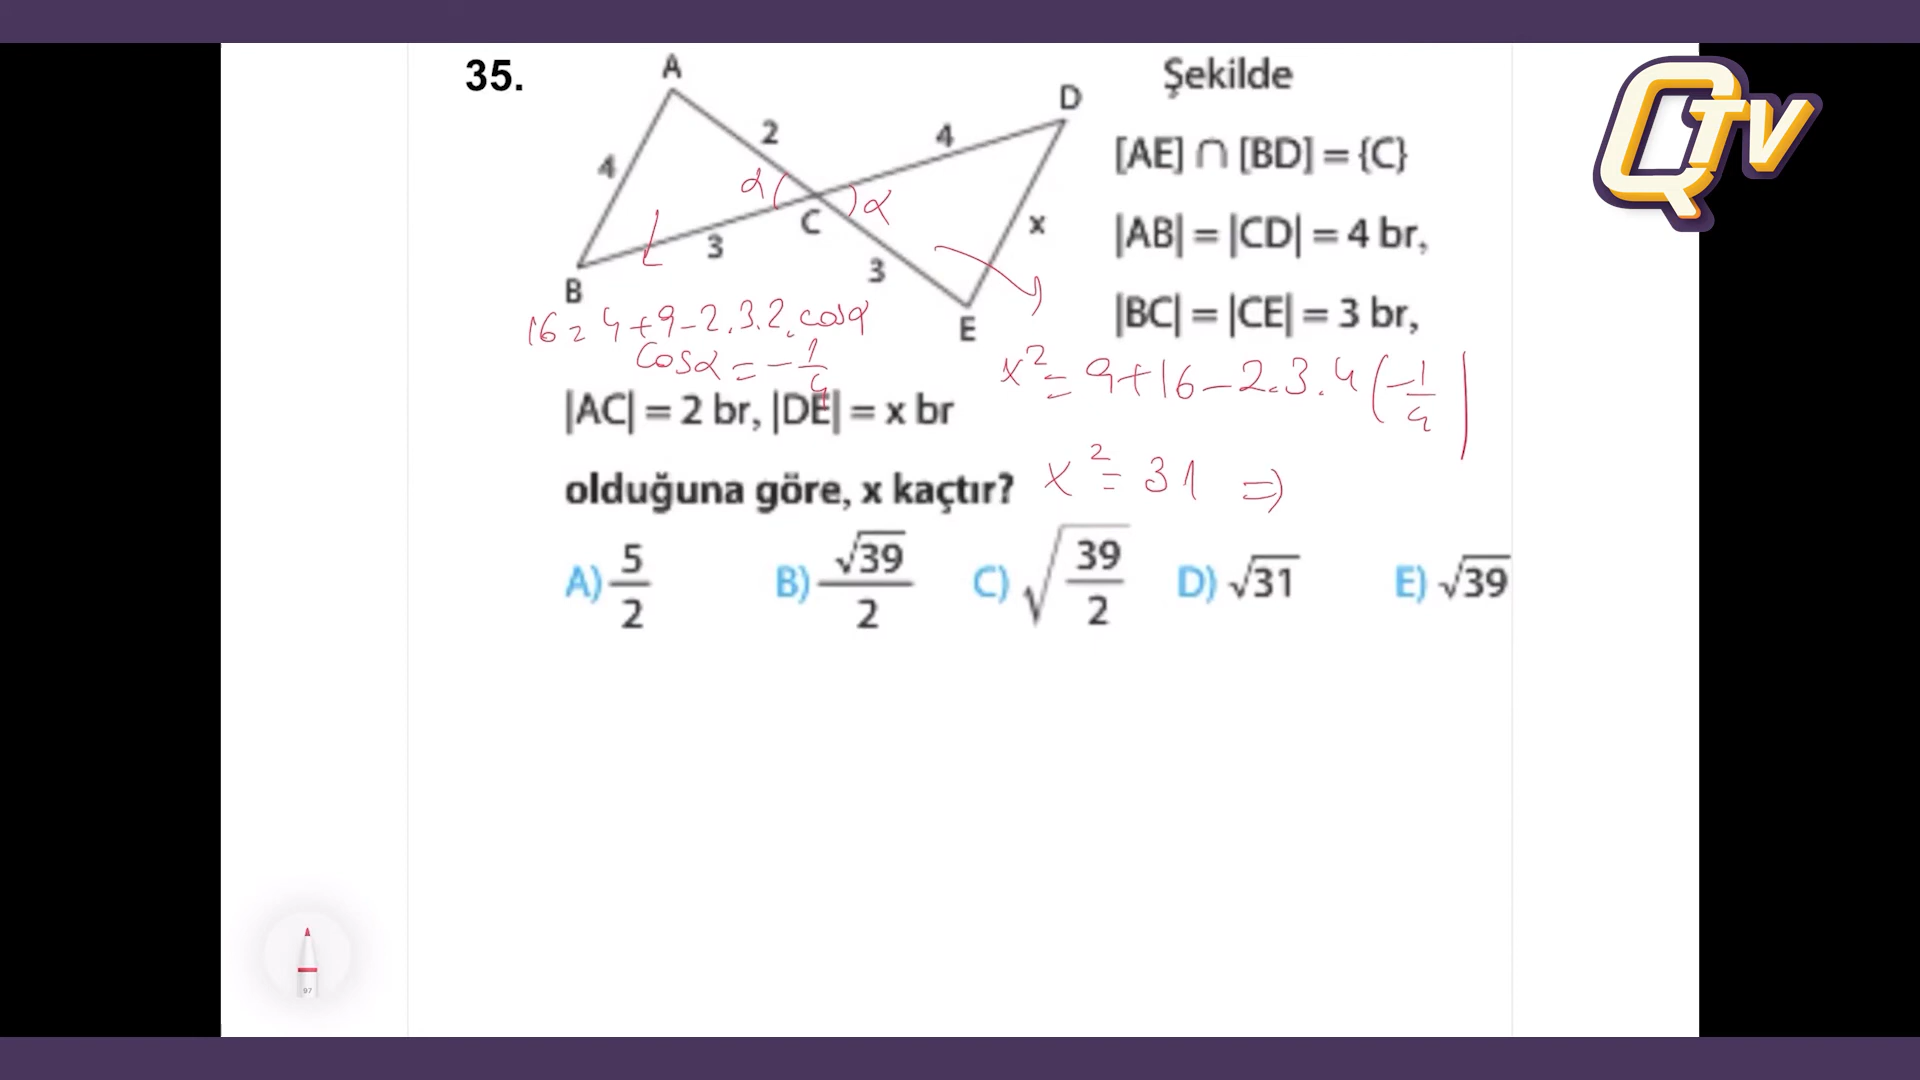 35.
A
D
Şekilde
QTV
2
4
4
[AE] ∩ [BD] = {C}
α
α
C
x
3
|AB| = |CD| = 4 br,
3
B
E
|BC| = |CE| = 3 br,
16 = 4+9-2.3.2.cosα
cosα = -1/4
x² = 9+16-2.3.4(-1/4)
|AC| = 2 br, |DE| = x br
olduğuna göre, x kaçtır?
x² = 31 ⇒
A) 5/2 B) √39/2 C) √(39/2) D) √31 E) √39
97